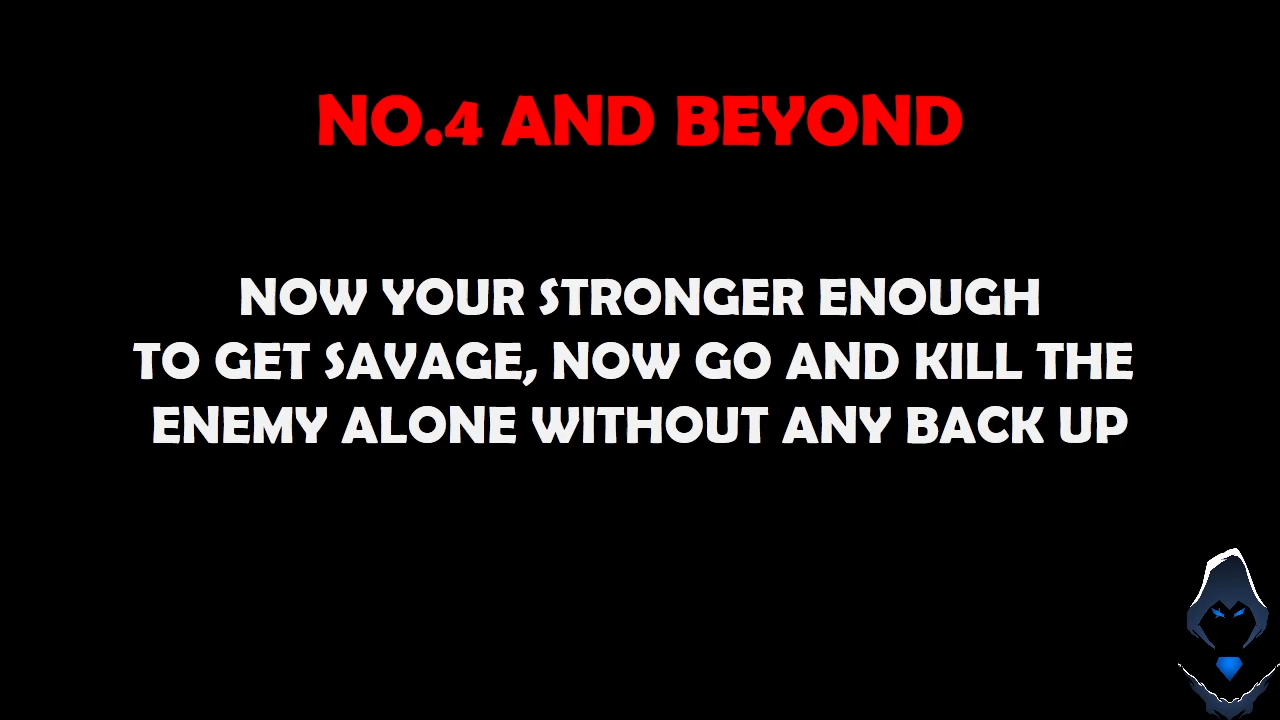 NO.4 AND BEYOND
NOW YOUR STRONGER ENOUGH
TO GET SAVAGE, NOW GO AND KILL THE
ENEMY ALONE WITHOUT ANY BACK UP